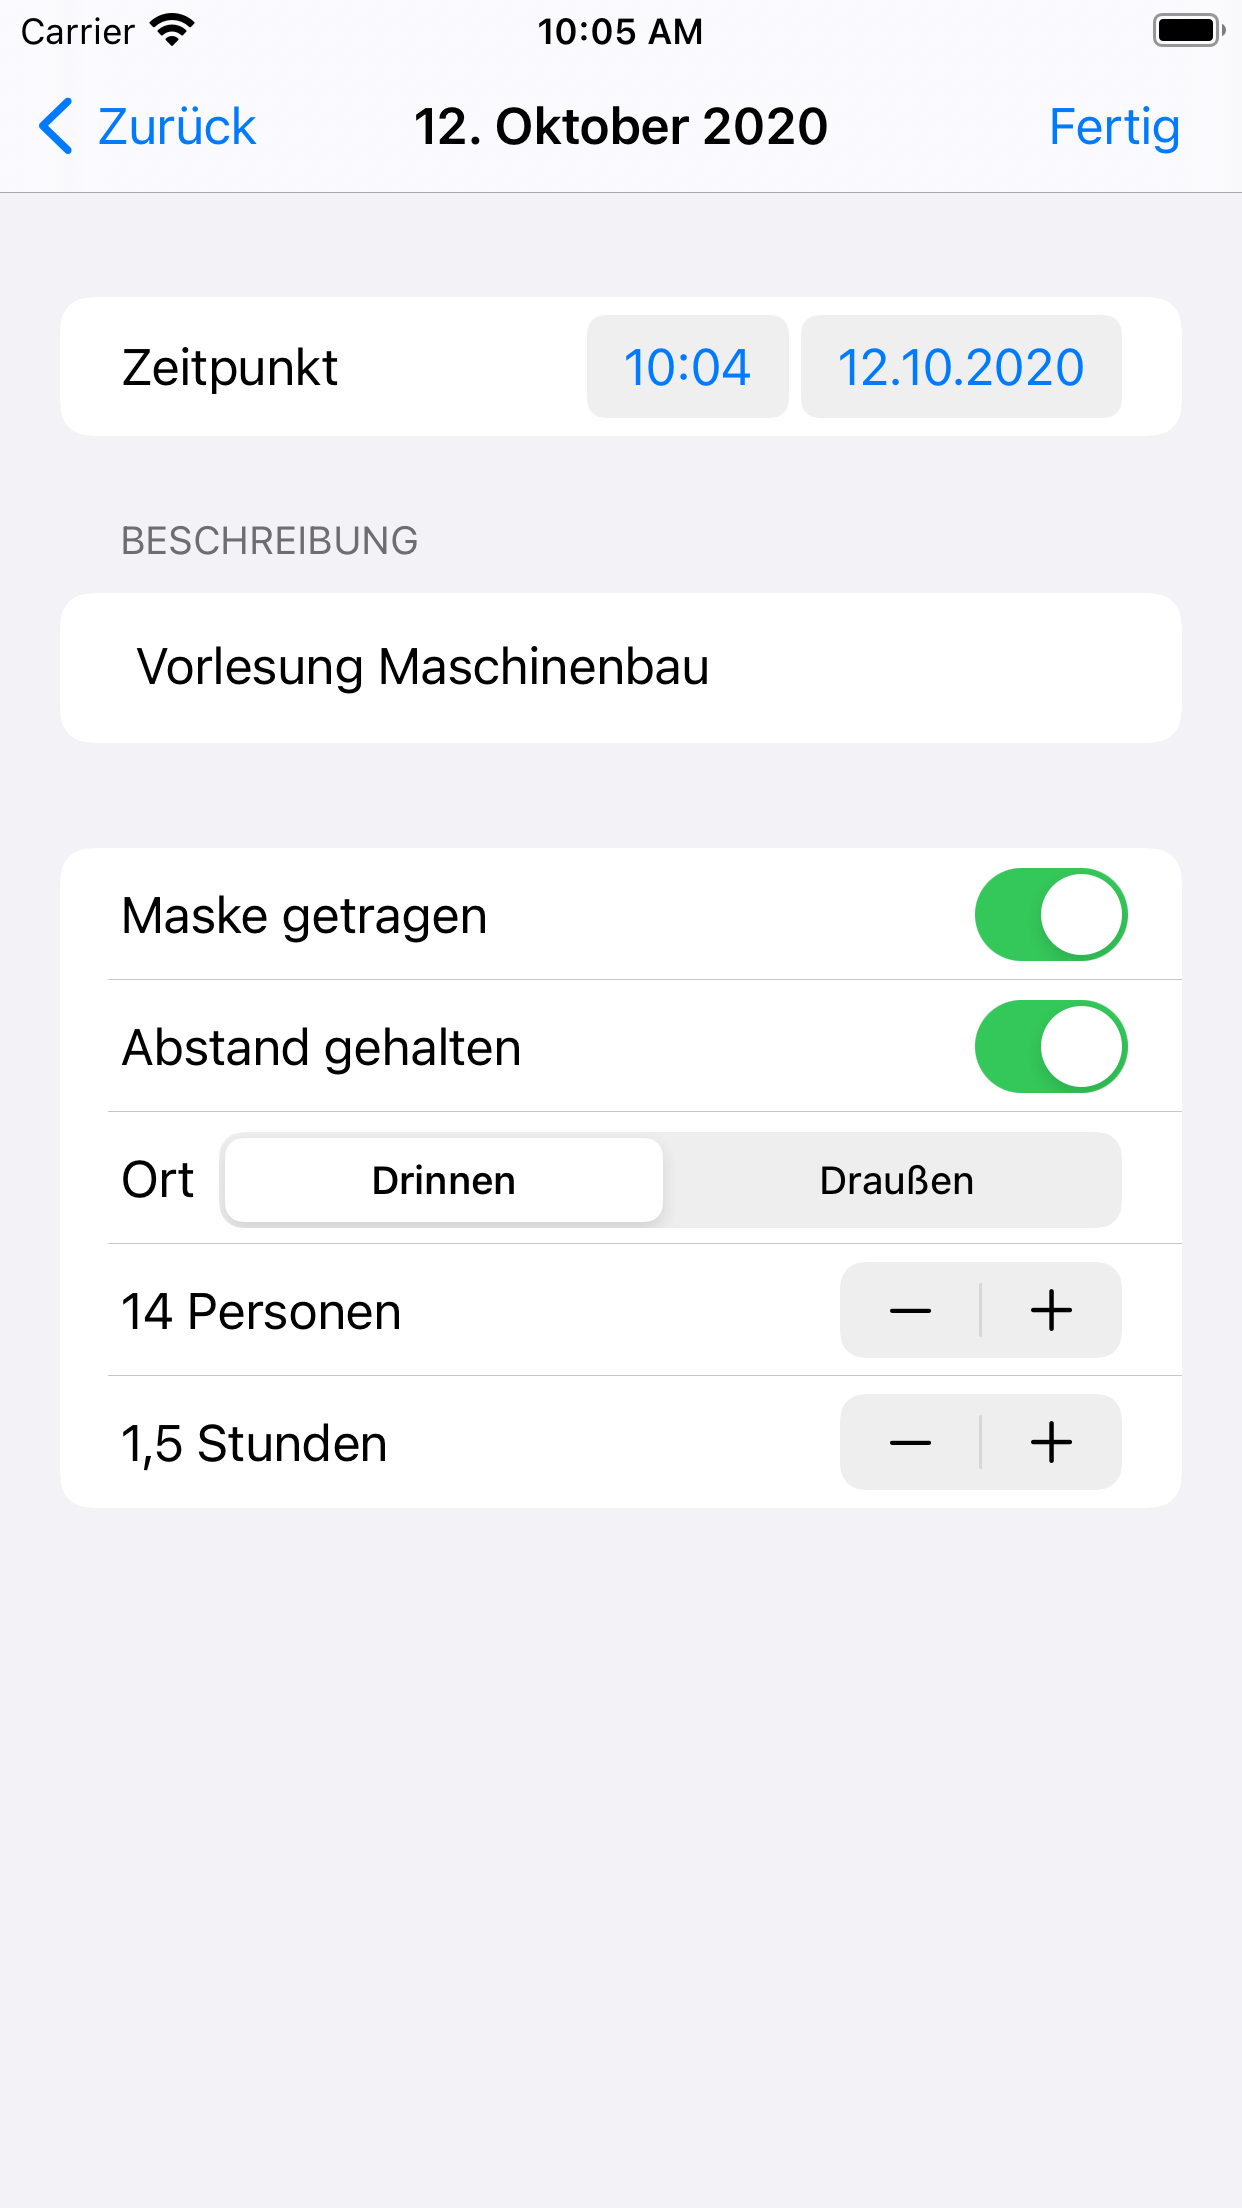 Carrier 10:05 AM
Zurück 12. Oktober 2020 Fertig
Zeitpunkt 10:04 12.10.2020
BESCHREIBUNG
Vorlesung Maschinenbau
Maske getragen
Abstand gehalten
Ort Drinnen Draußen
14 Personen − +
1,5 Stunden − +